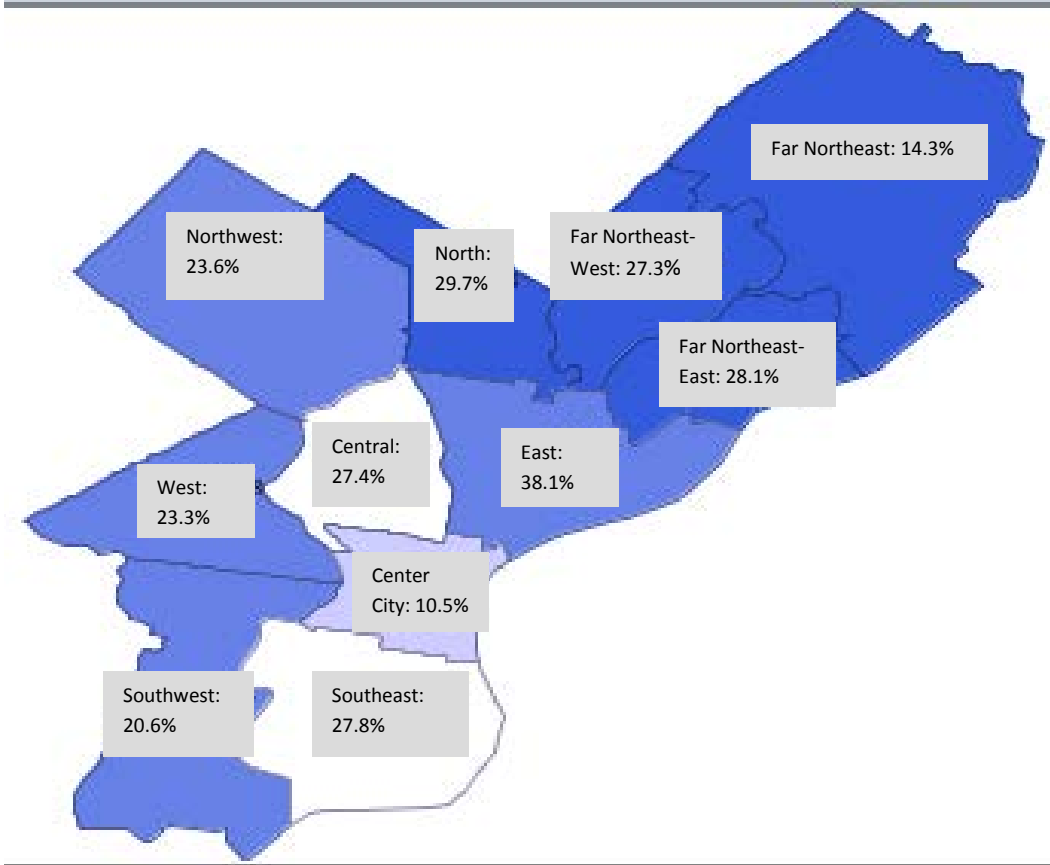 Far Northeast: 14.3%
Northwest:
23.6%
North:
29.7%
Far Northeast-
West: 27.3%
Far Northeast-
East: 28.1%
Central:
27.4%
East:
38.1%
West:
23.3%
Center
City: 10.5%
Southwest:
20.6%
Southeast:
27.8%